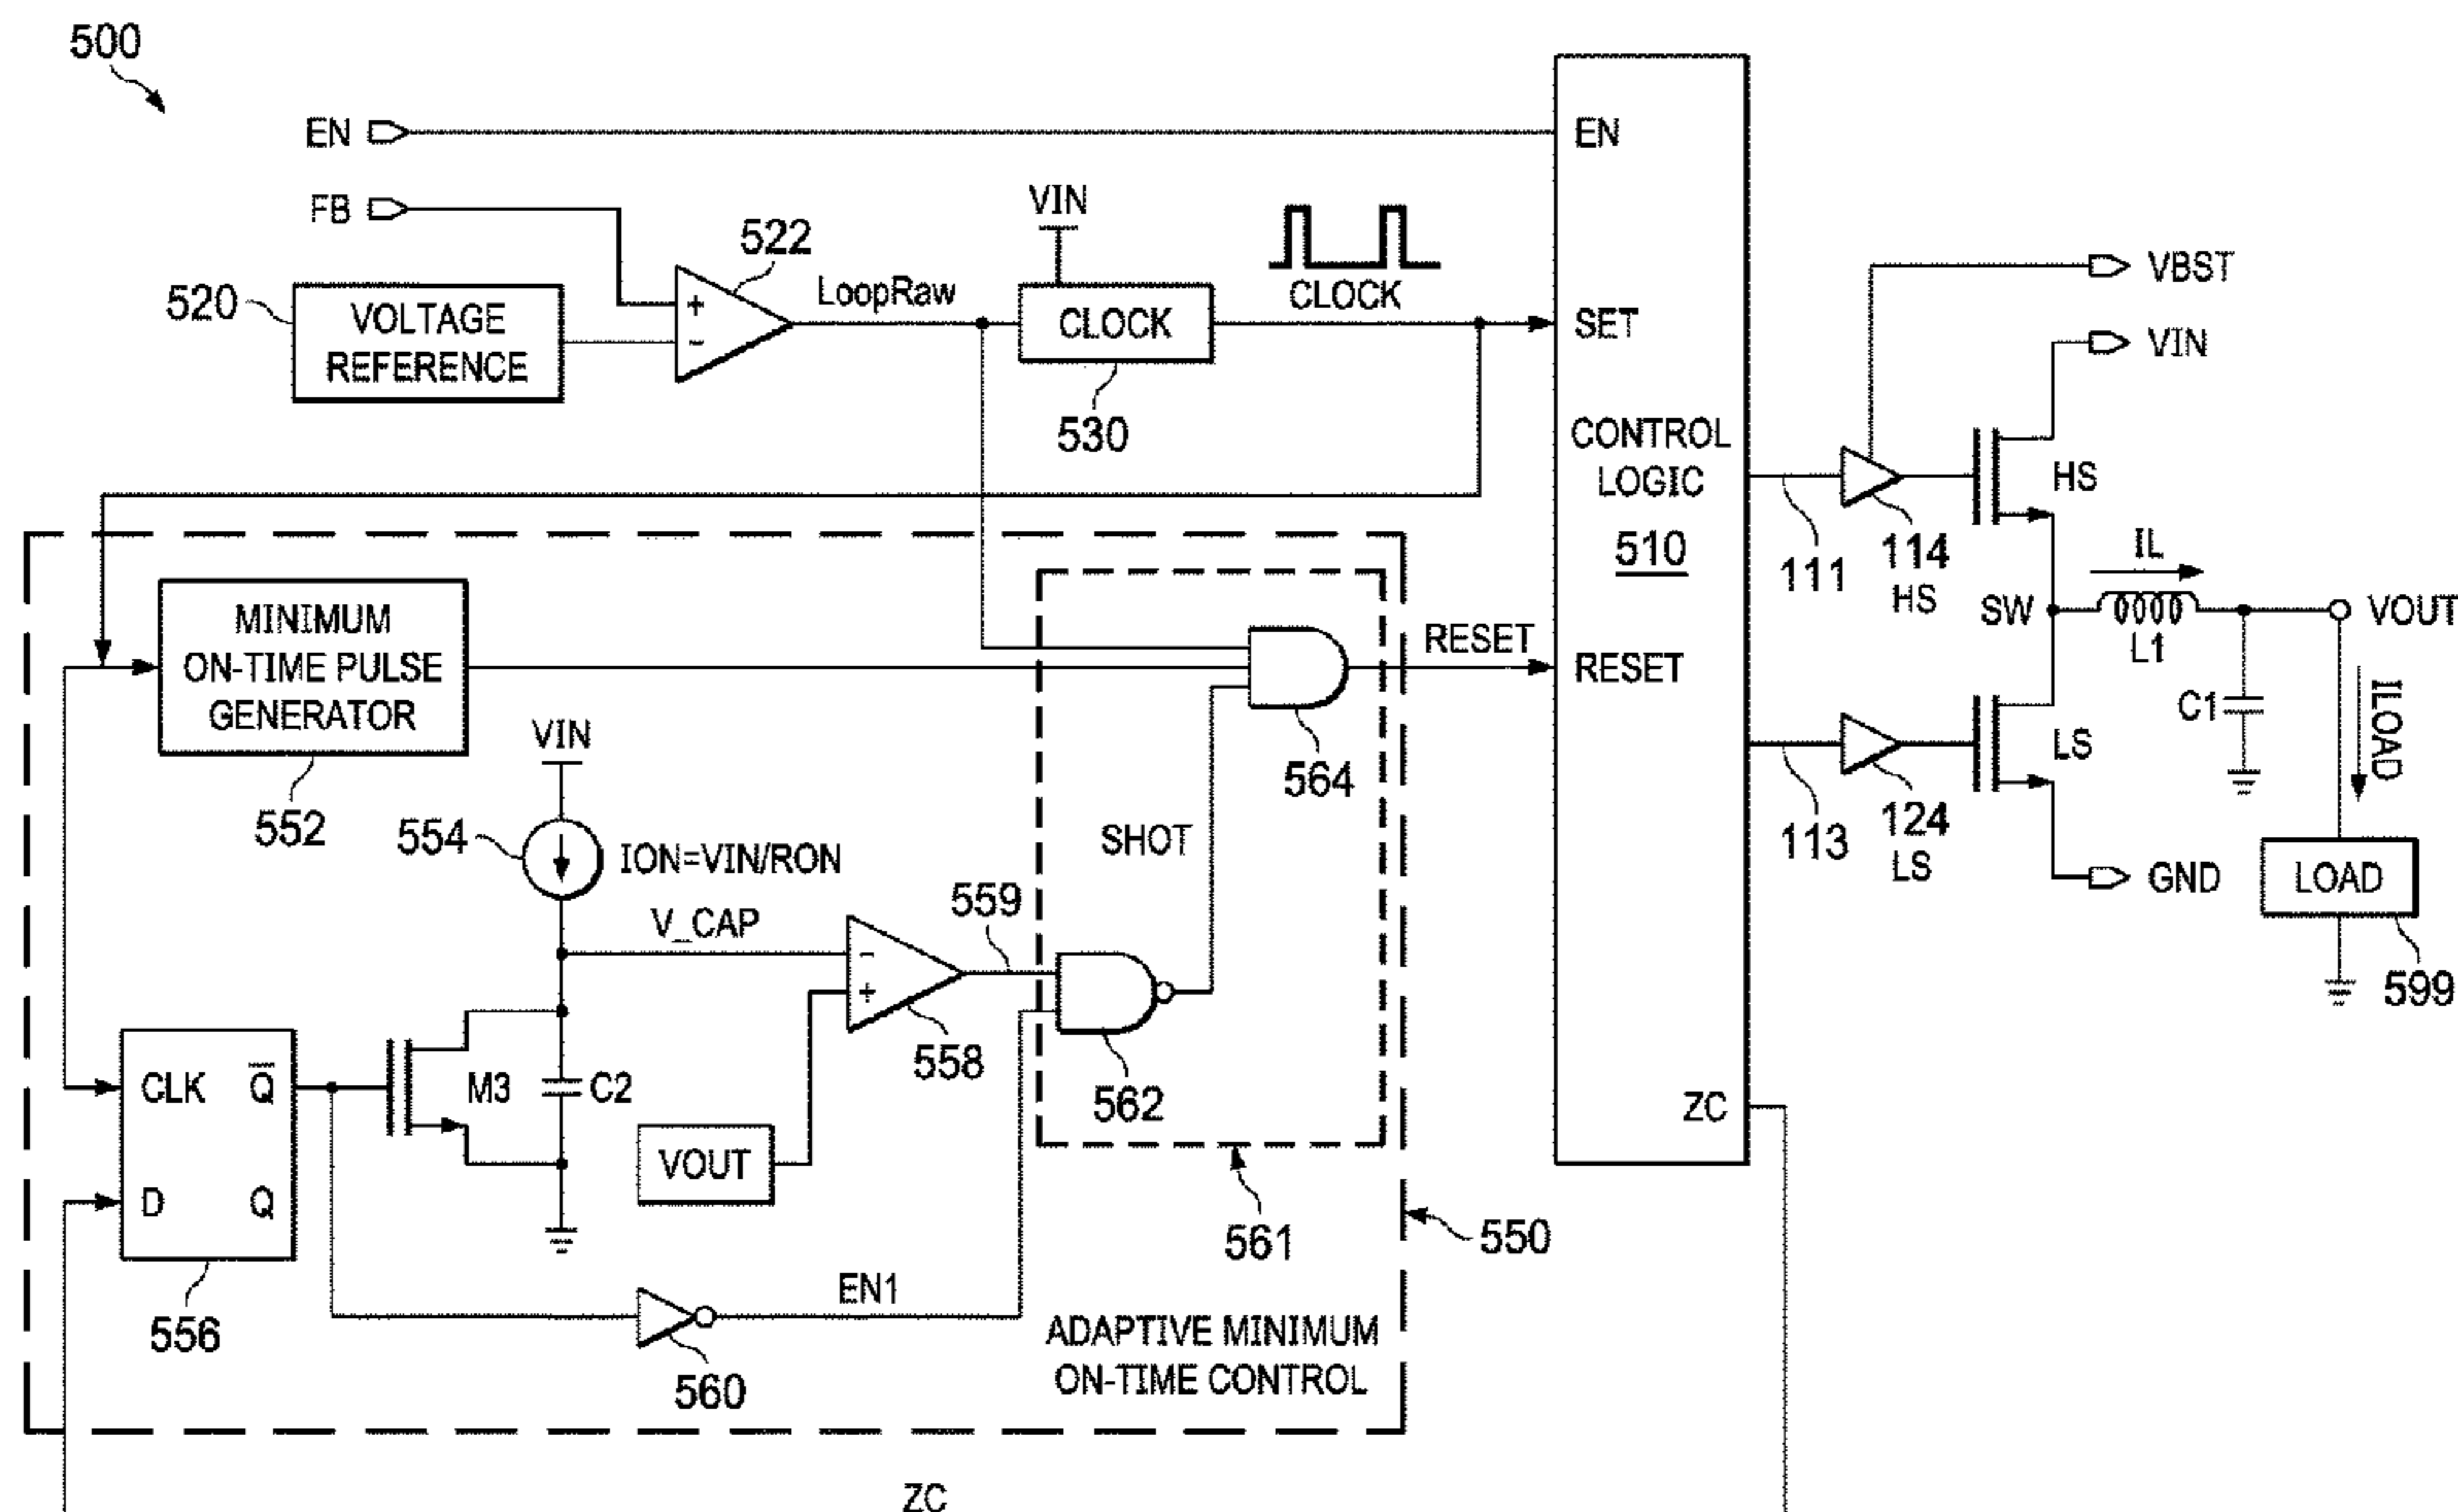 500
EN
EN
FB
VIN
522
LoopRaw
CLOCK
520
VOLTAGE
REFERENCE
+
-
CLOCK
SET
530
VBST
VIN
CONTROL
LOGIC
510
HS
111
114
HS
IL
SW
L1
VOUT
MINIMUM
ON-TIME PULSE
GENERATOR
552
RESET
RESET
564
C1
ILOAD
LS
113
124
LS
GND
LOAD
599
VIN
554
ION=VIN/RON
SHOT
V_CAP
559
-
+
558
562
CLK
Q̅
M3
C2
D
Q
VOUT
ZC
561
550
556
EN1
560
ADAPTIVE MINIMUM
ON-TIME CONTROL
ZC